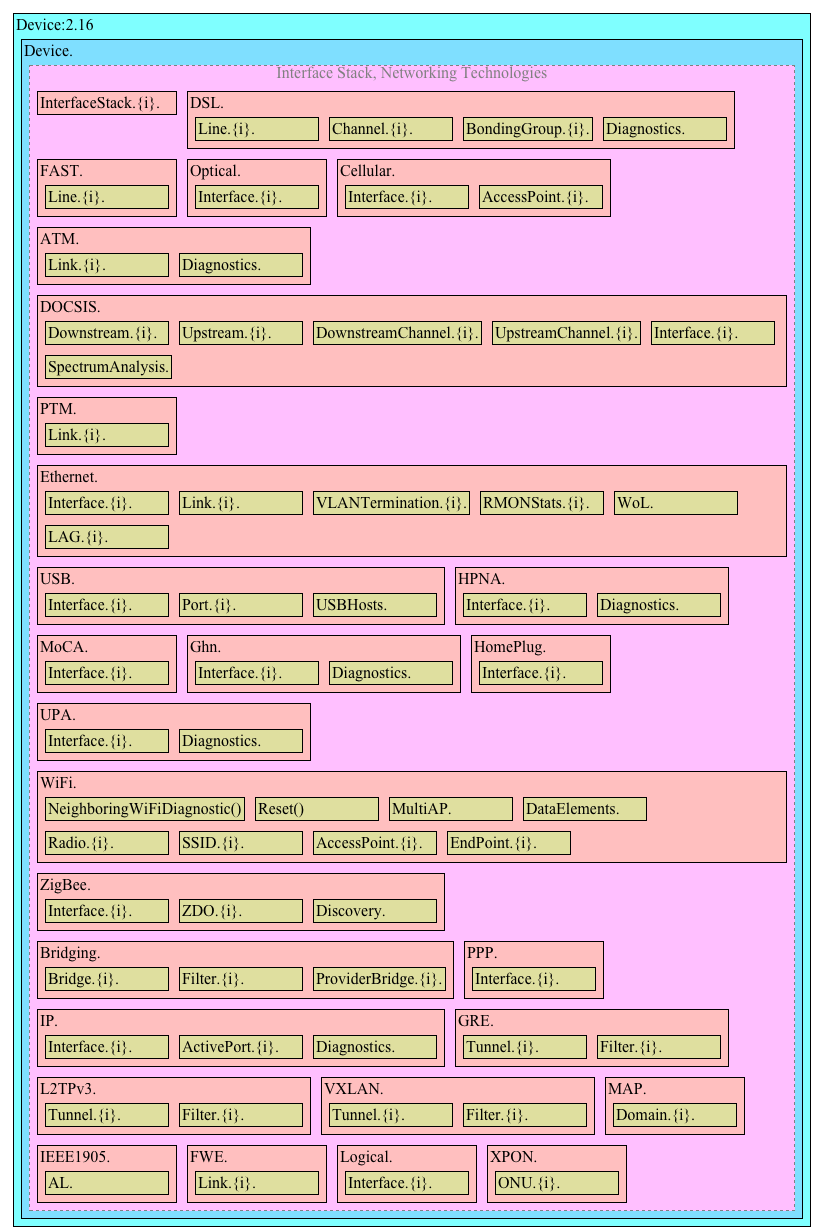 Device:2.16
Device.
Interface Stack, Networking Technologies
InterfaceStack.{i}.
DSL.
Line.{i}. Channel.{i}. BondingGroup.{i}. Diagnostics.
FAST. Optical. Cellular.
Line.{i}. Interface.{i}. Interface.{i}. AccessPoint.{i}.
ATM.
Link.{i}. Diagnostics.
DOCSIS.
Downstream.{i}. Upstream.{i}. DownstreamChannel.{i}. UpstreamChannel.{i}. Interface.{i}.
SpectrumAnalysis.
PTM.
Link.{i}.
Ethernet.
Interface.{i}. Link.{i}. VLANTermination.{i}. RMONStats.{i}. WoL.
LAG.{i}.
USB. HPNA.
Interface.{i}. Port.{i}. USBHosts. Interface.{i}. Diagnostics.
MoCA. Ghn. HomePlug.
Interface.{i}. Interface.{i}. Diagnostics. Interface.{i}.
UPA.
Interface.{i}. Diagnostics.
WiFi.
NeighboringWiFiDiagnostic() Reset() MultiAP. DataElements.
Radio.{i}. SSID.{i}. AccessPoint.{i}. EndPoint.{i}.
ZigBee.
Interface.{i}. ZDO.{i}. Discovery.
Bridging. PPP.
Bridge.{i}. Filter.{i}. ProviderBridge.{i}. Interface.{i}.
IP. GRE.
Interface.{i}. ActivePort.{i}. Diagnostics. Tunnel.{i}. Filter.{i}.
L2TPv3. VXLAN. MAP.
Tunnel.{i}. Filter.{i}. Tunnel.{i}. Filter.{i}. Domain.{i}.
IEEE1905. FWE. Logical. XPON.
AL. Link.{i}. Interface.{i}. ONU.{i}.